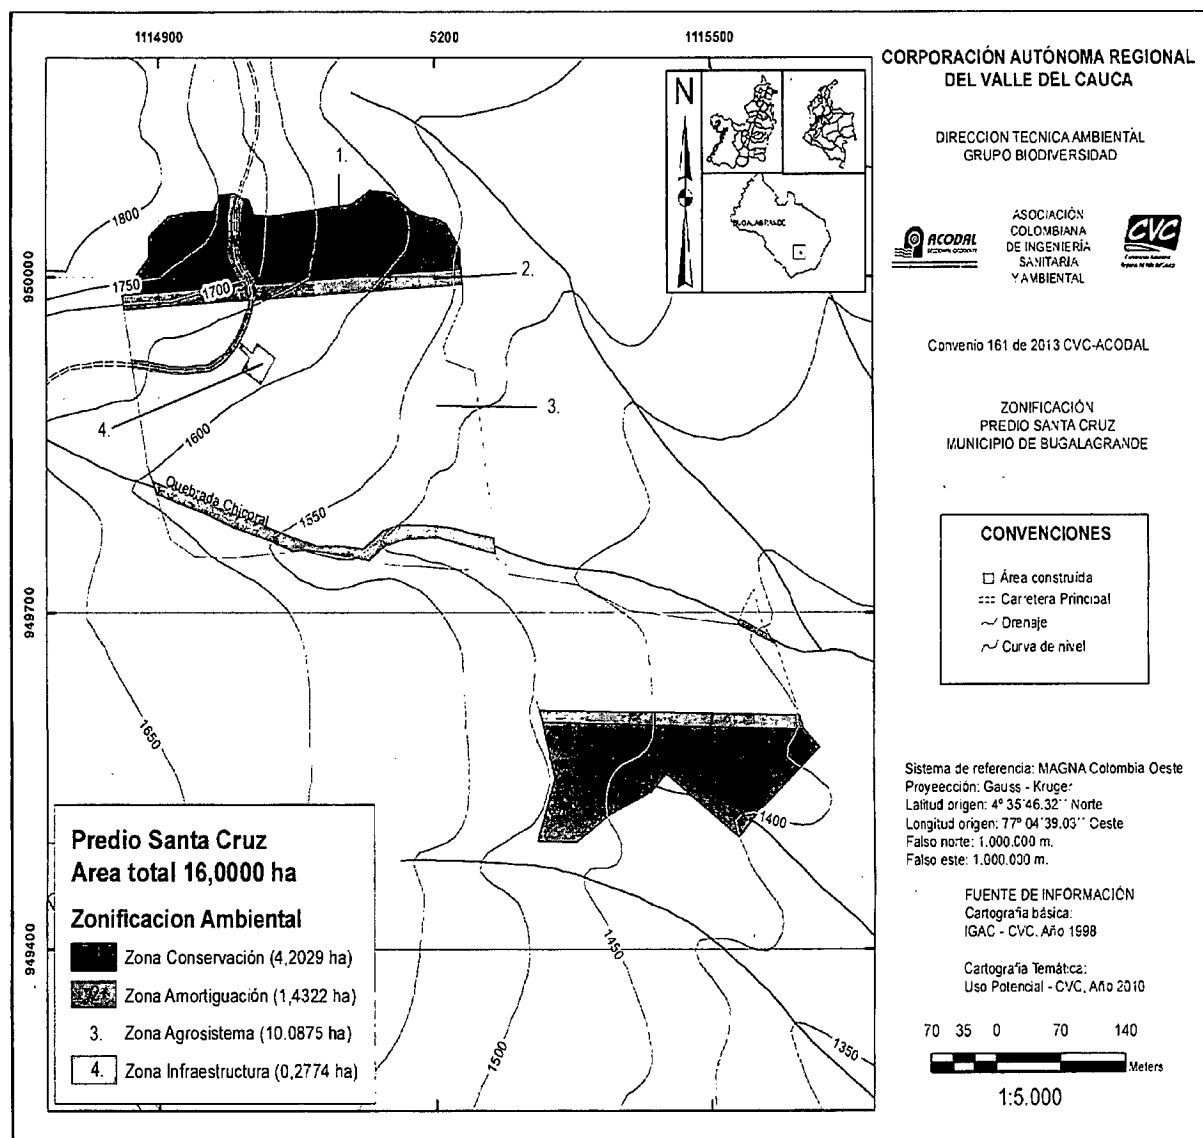 1114900 5200 1115500
960000
949700
949400
N
BUGALAGRANDE
1.
2.
3.
4.
1800
1750
1700
1600
1550
Quebrada Chicoral
1650
1400
1450
1500
1350
Predio Santa Cruz
Area total 16,0000 ha
Zonificacion Ambiental
Zona Conservación (4,2029 ha)
Zona Amortiguación (1,4322 ha)
3. Zona Agrosistema (10.0875 ha)
4. Zona Infraestructura (0,2774 ha)
CORPORACIÓN AUTÓNOMA REGIONAL
DEL VALLE DEL CAUCA
DIRECCION TECNICA AMBIENTAL
GRUPO BIODIVERSIDAD
ACODAL
ASOCIACIÓN
COLOMBIANA
DE INGENIERÍA
SANITARIA
Y AMBIENTAL
CVC
Convenio 161 de 2013 CVC-ACODAL
ZONIFICACIÓN
PREDIO SANTA CRUZ
MUNICIPIO DE BUGALAGRANDE
CONVENCIONES
Área construida
Carretera Principal
Drenaje
Curva de nivel
Sistema de referencia: MAGNA Colombia Oeste
Proyeección: Gauss - Kruger
Latitud origen: 4° 35'46.32'' Norte
Longitud origen: 77° 04'39.03'' Oeste
Falso norte: 1.000.000 m.
Falso este: 1.000.000 m.
FUENTE DE INFORMACIÓN
Cartografía básica:
IGAC - CVC. Año 1998
Cartografía Temática:
Uso Potencial - CVC, Año 2010
70 35 0 70 140
Meters
1:5.000